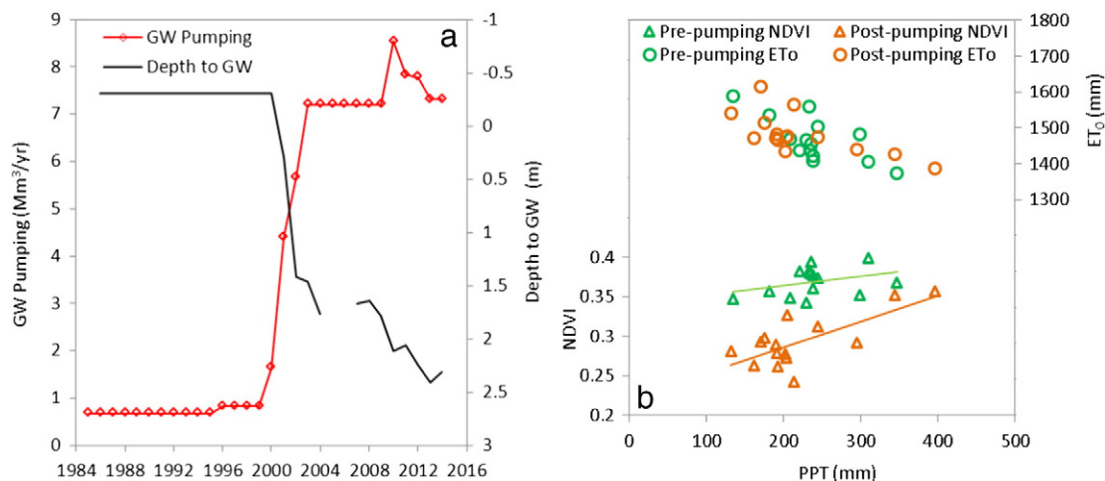 GW Pumping
Depth to GW
a
9
8
7
6
5
4
3
2
1
0
GW Pumping (Mm³/yr)
-1
-0.5
0
0.5
1
1.5
2
2.5
3
Depth to GW (m)
1984 1988 1992 1996 2000 2004 2008 2012 2016
Pre-pumping NDVI Post-pumping NDVI
Pre-pumping ETo Post-pumping ETo
1800
1700
1600
1500
1400
1300
ET₀ (mm)
0.4
0.35
0.3
0.25
0.2
NDVI
b
0 100 200 300 400 500
PPT (mm)